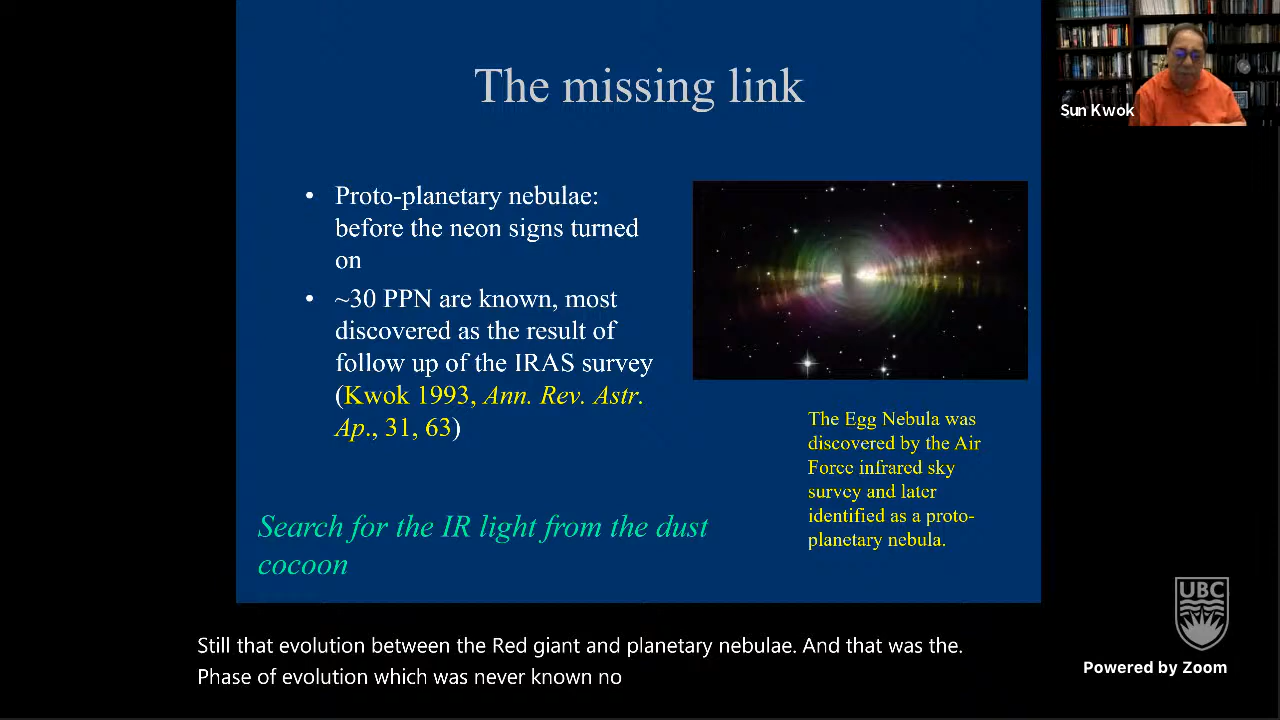 The missing link
Sun Kwok
• Proto-planetary nebulae:
before the neon signs turned
on
• ~30 PPN are known, most
discovered as the result of
follow up of the IRAS survey
(Kwok 1993, Ann. Rev. Astr.
Ap., 31, 63)
The Egg Nebula was
discovered by the Air
Force infrared sky
survey and later
identified as a proto-
planetary nebula.
Search for the IR light from the dust
cocoon
UBC
Still that evolution between the Red giant and planetary nebulae. And that was the.
Phase of evolution which was never known no
Powered by Zoom